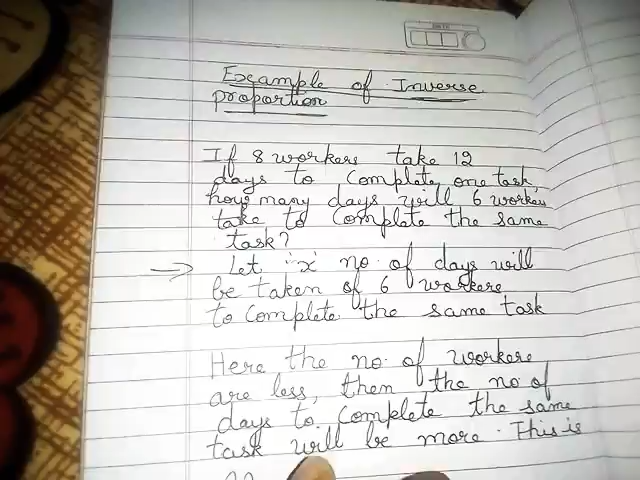 Example of Inverse
proportion
If 8 workers take 12
days to complete one task,
how many days will 6 worker
take to complete the same
task?
⇒ Let 'x' no. of days will
be taken of 6 workers
to complete the same task
Here the no. of workers
are less, then the no of
days to complete the same
task will be more. This is